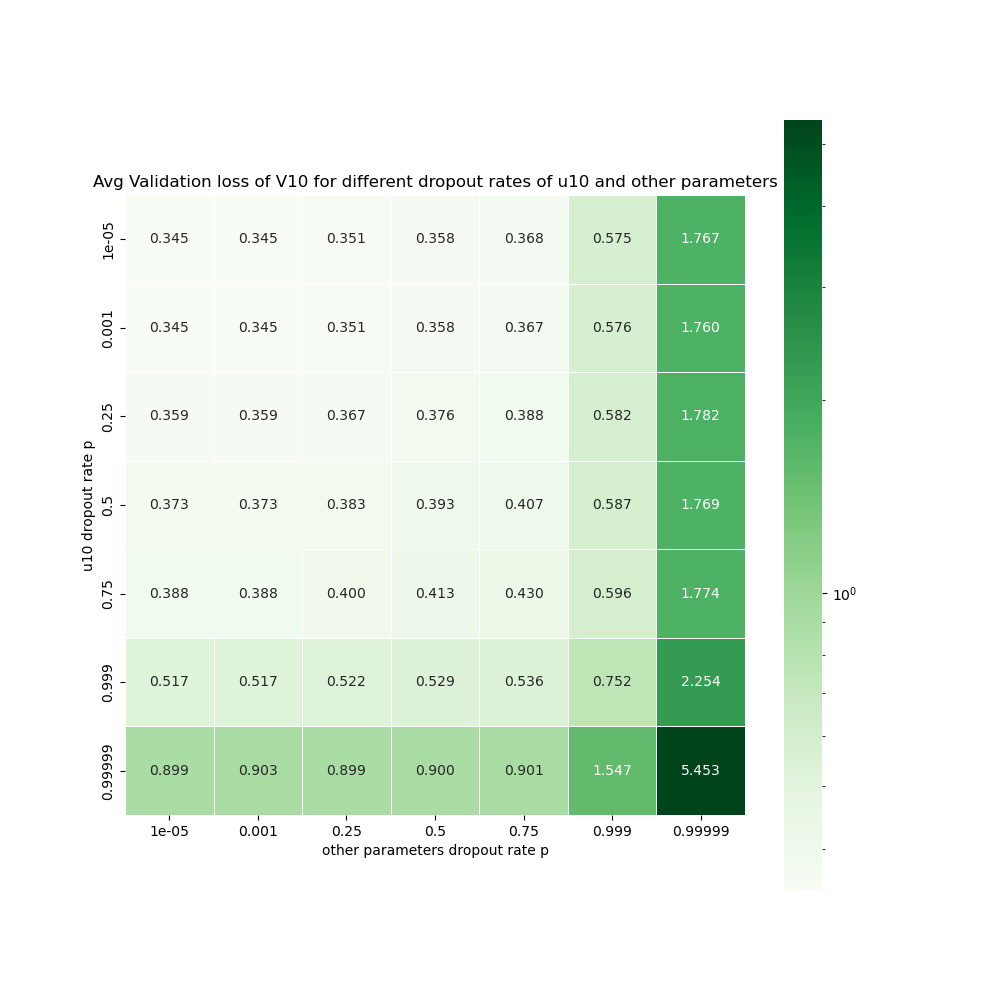 Avg Validation loss of V10 for different dropout rates of u10 and other parameters
1e-05 0.345 0.345 0.351 0.358 0.368 0.575 1.767
0.001 0.345 0.345 0.351 0.358 0.367 0.576 1.760
0.25 0.359 0.359 0.367 0.376 0.388 0.582 1.782
0.5 0.373 0.373 0.383 0.393 0.407 0.587 1.769
0.75 0.388 0.388 0.400 0.413 0.430 0.596 1.774
0.999 0.517 0.517 0.522 0.529 0.536 0.752 2.254
0.99999 0.899 0.903 0.899 0.900 0.901 1.547 5.453
u10 dropout rate p
1e-05 0.001 0.25 0.5 0.75 0.999 0.99999
other parameters dropout rate p
10⁰